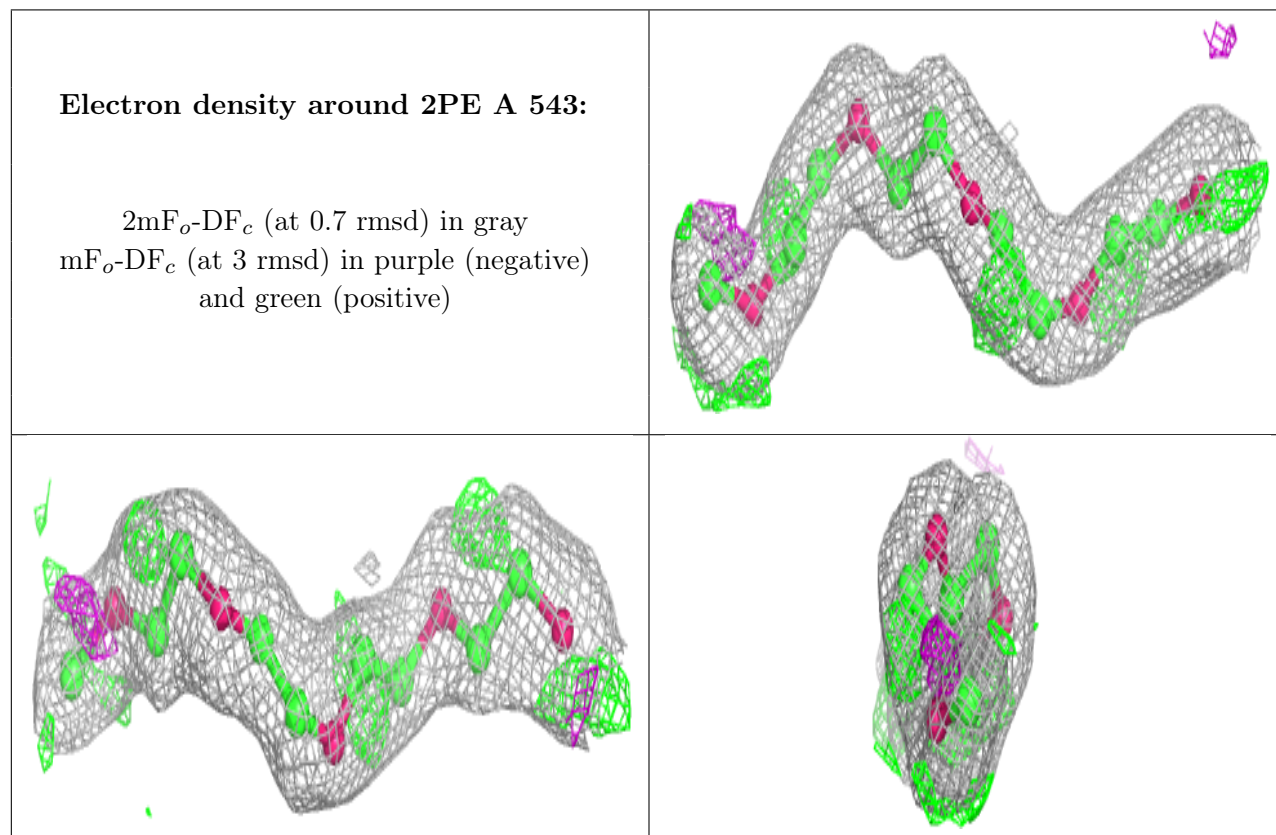 Electron density around 2PE A 543:
2mFo-DFc (at 0.7 rmsd) in gray
mFo-DFc (at 3 rmsd) in purple (negative)
and green (positive)